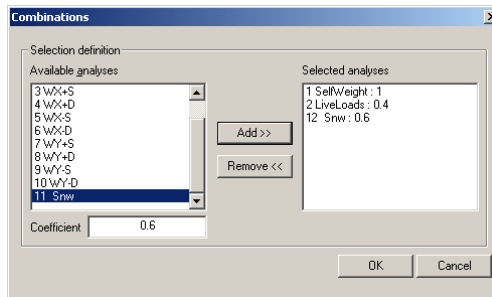 Combinations
Selection definition
Available analyses
Selected analyses
3 WX+S
4 WX+D
5 WX-S
6 WX-D
7 WY+S
8 WY+D
9 WY-S
10 WY-D
11 Snw
Add >>
Remove <<
1 SelfWeight : 1
2 LiveLoads : 0.4
12 Snw : 0.6
Coefficient
0.6
OK
Cancel